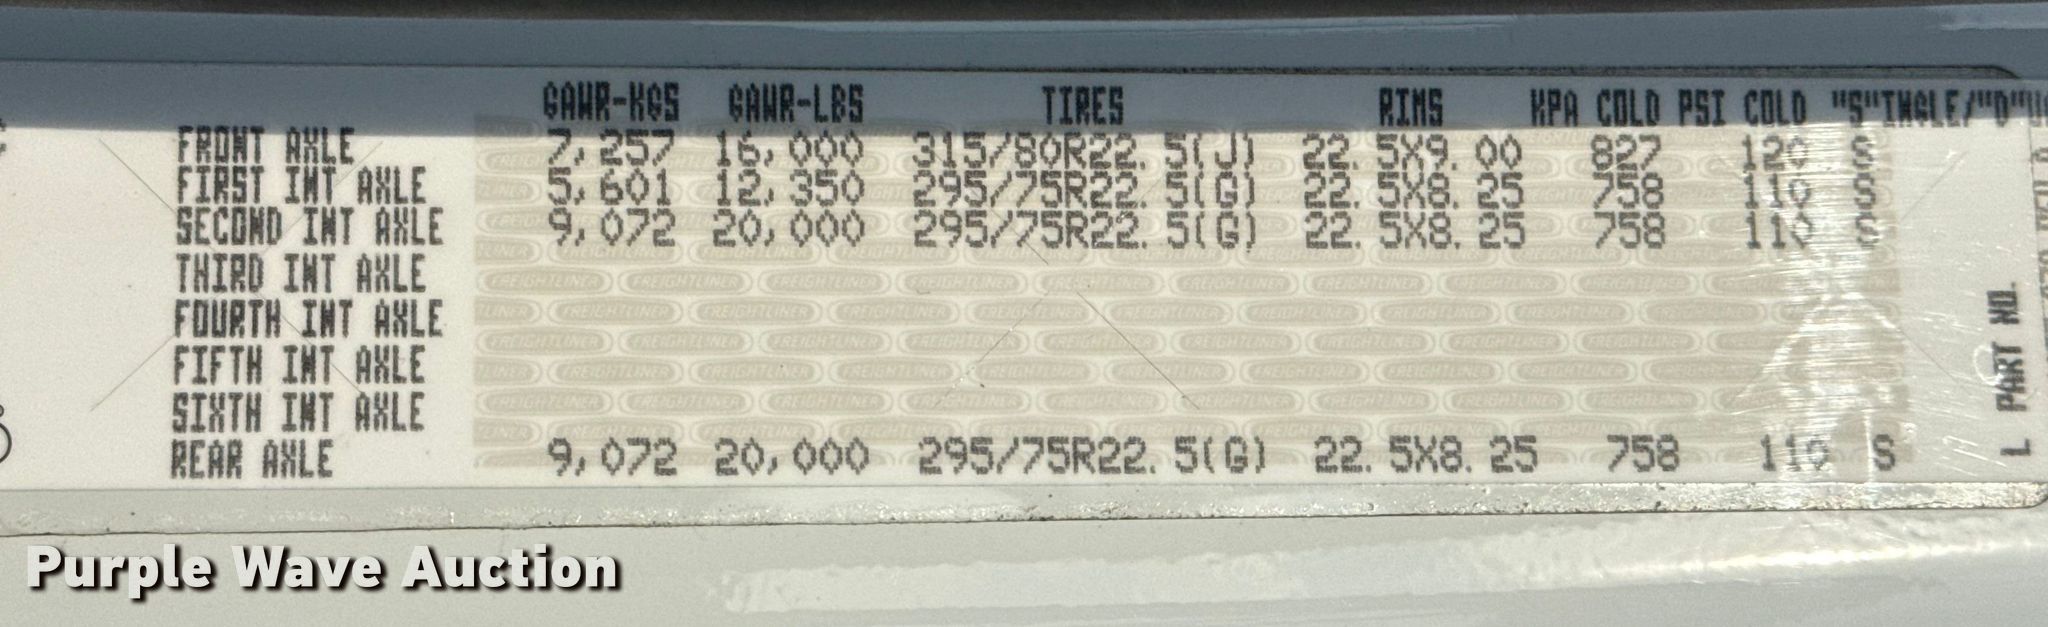 GAWR-KGS GAWR-LBS TIRES RIMS KPA COLD PSI COLD "S"INGLE/"D"U
FRONT AXLE 7,257 16,000 315/80R22.5(J) 22.5X9.00 827 120 S
FIRST INT AXLE 5,601 12,350 295/75R22.5(G) 22.5X8.25 758 110 S
SECOND INT AXLE 9,072 20,000 295/75R22.5(G) 22.5X8.25 758 110 S
THIRD INT AXLE
FOURTH INT AXLE
FIFTH INT AXLE
SIXTH INT AXLE
REAR AXLE 9,072 20,000 295/75R22.5(G) 22.5X8.25 758 110 S
L PART NO.
FREIGHTLINER
Purple Wave Auction